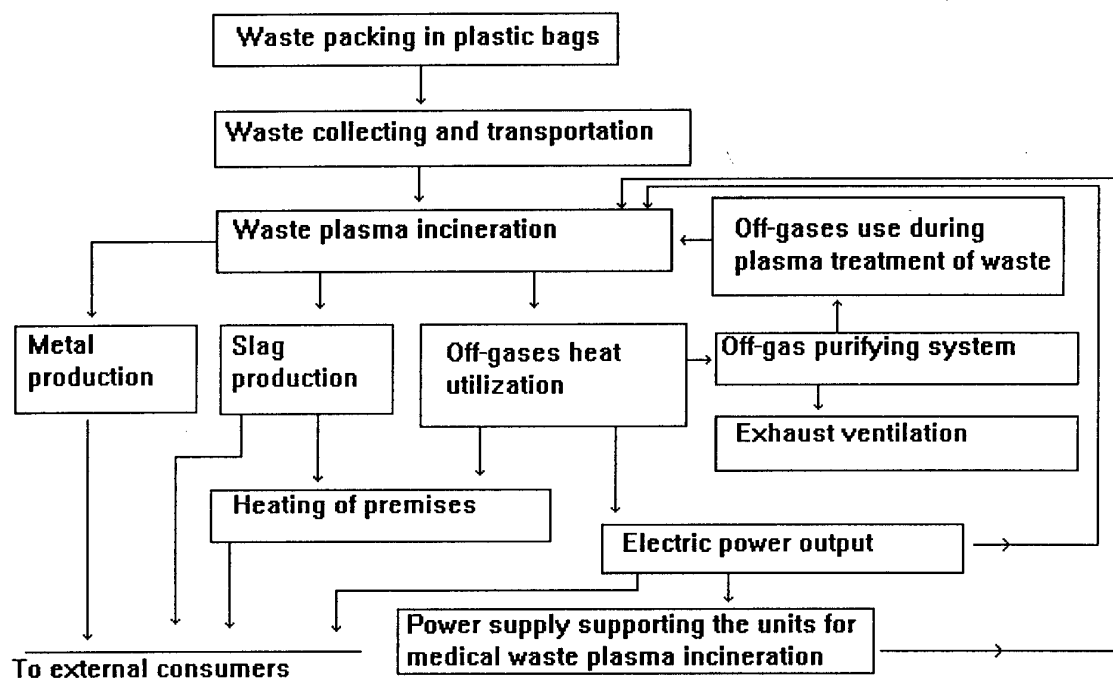 Waste packing in plastic bags
Waste collecting and transportation
Waste plasma incineration
Off-gases use during
plasma treatment of waste
Metal
production
Slag
production
Off-gases heat
utilization
Off-gas purifying system
Exhaust ventilation
Heating of premises
Electric power output
Power supply supporting the units for
medical waste plasma incineration
To external consumers